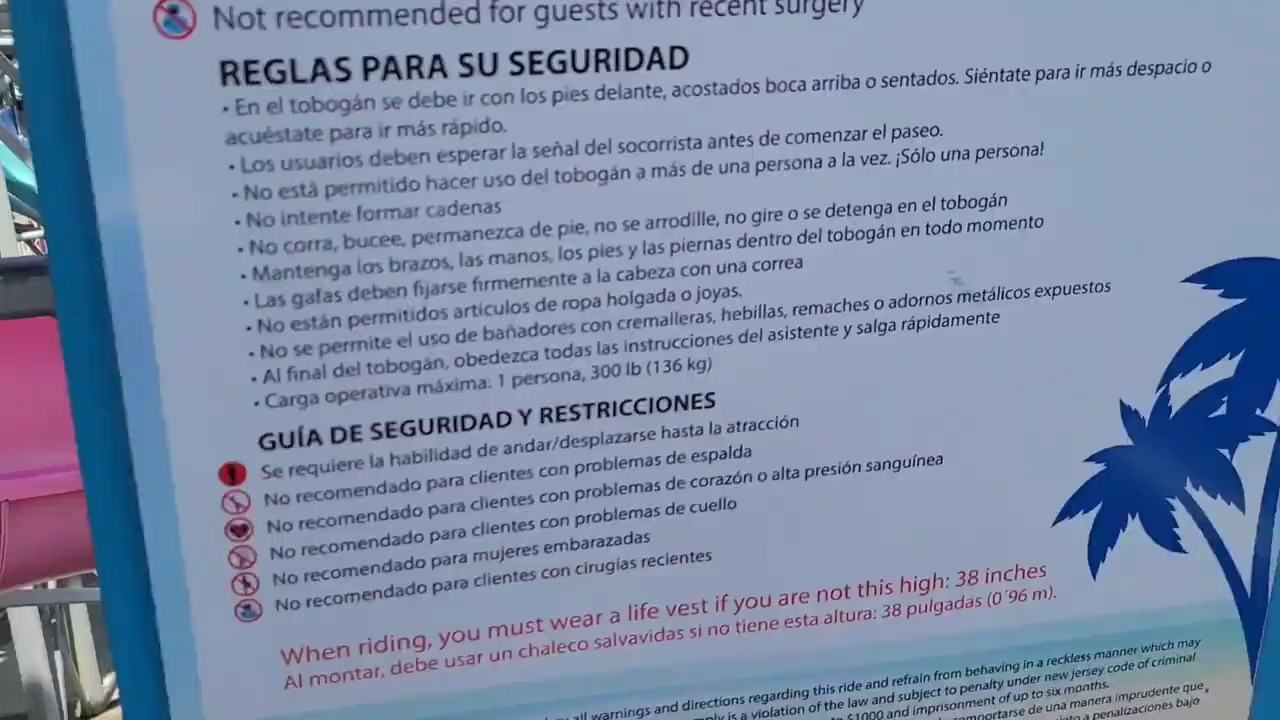 Not recommended for guests with recent surgery
REGLAS PARA SU SEGURIDAD
• En el tobogán se debe ir con los pies delante, acostados boca arriba o sentados. Siéntate para ir más despacio o
acuéstate para ir más rápido.
• Los usuarios deben esperar la señal del socorrista antes de comenzar el paseo.
• No está permitido hacer uso del tobogán a más de una persona a la vez. ¡Sólo una persona!
• No intente formar cadenas
• No corra, bucee, permanezca de pie, no se arrodille, no gire o se detenga en el tobogán
• Mantenga los brazos, las manos, los pies y las piernas dentro del tobogán en todo momento
• Las gafas deben fijarse firmemente a la cabeza con una correa
• No están permitidos artículos de ropa holgada o joyas.
• No se permite el uso de bañadores con cremalleras, hebillas, remaches o adornos metálicos expuestos
• Al final del tobogán, obedezca todas las instrucciones del asistente y salga rápidamente
• Carga operativa máxima: 1 persona, 300 lb (136 kg)
GUÍA DE SEGURIDAD Y RESTRICCIONES
Se requiere la habilidad de andar/desplazarse hasta la atracción
No recomendado para clientes con problemas de espalda
No recomendado para clientes con problemas de corazón o alta presión sanguínea
No recomendado para clientes con problemas de cuello
No recomendado para mujeres embarazadas
No recomendado para clientes con cirugías recientes
When riding, you must wear a life vest if you are not this high: 38 inches
Al montar, debe usar un chaleco salvavidas si no tiene esta altura: 38 pulgadas (0´96 m).
all warnings and directions regarding this ride and refrain from behaving in a reckless manner which may
is a violation of the law and subject to penalty under new jersey code of criminal
$1000 and imprisonment of up to six months.
comportarse de una manera imprudente que
a penalizaciones bajo